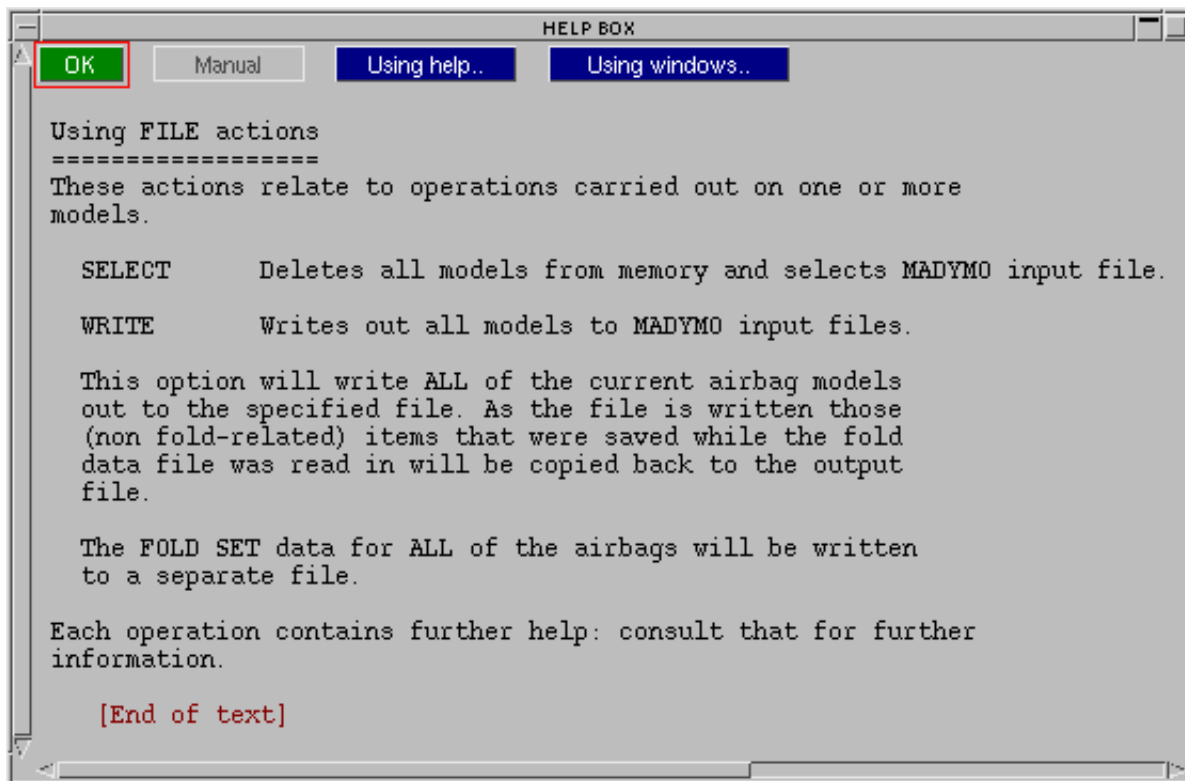 HELP BOX
OK Manual Using help.. Using windows..
Using FILE actions
==================
These actions relate to operations carried out on one or more
models.
SELECT Deletes all models from memory and selects MADYMO input file.
WRITE Writes out all models to MADYMO input files.
This option will write ALL of the current airbag models
out to the specified file. As the file is written those
(non fold-related) items that were saved while the fold
data file was read in will be copied back to the output
file.
The FOLD SET data for ALL of the airbags will be written
to a separate file.
Each operation contains further help: consult that for further
information.
[End of text]